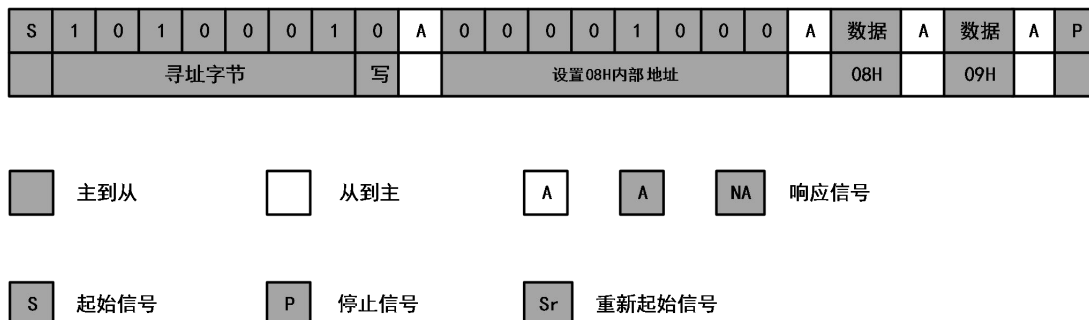 S 1 0 1 0 0 0 1 0 A 0 0 0 0 1 0 0 0 A 数据 A 数据 A P
寻址字节 写 设置08H内部地址 08H 09H
主到从 从到主 A A NA 响应信号
S 起始信号 P 停止信号 Sr 重新起始信号